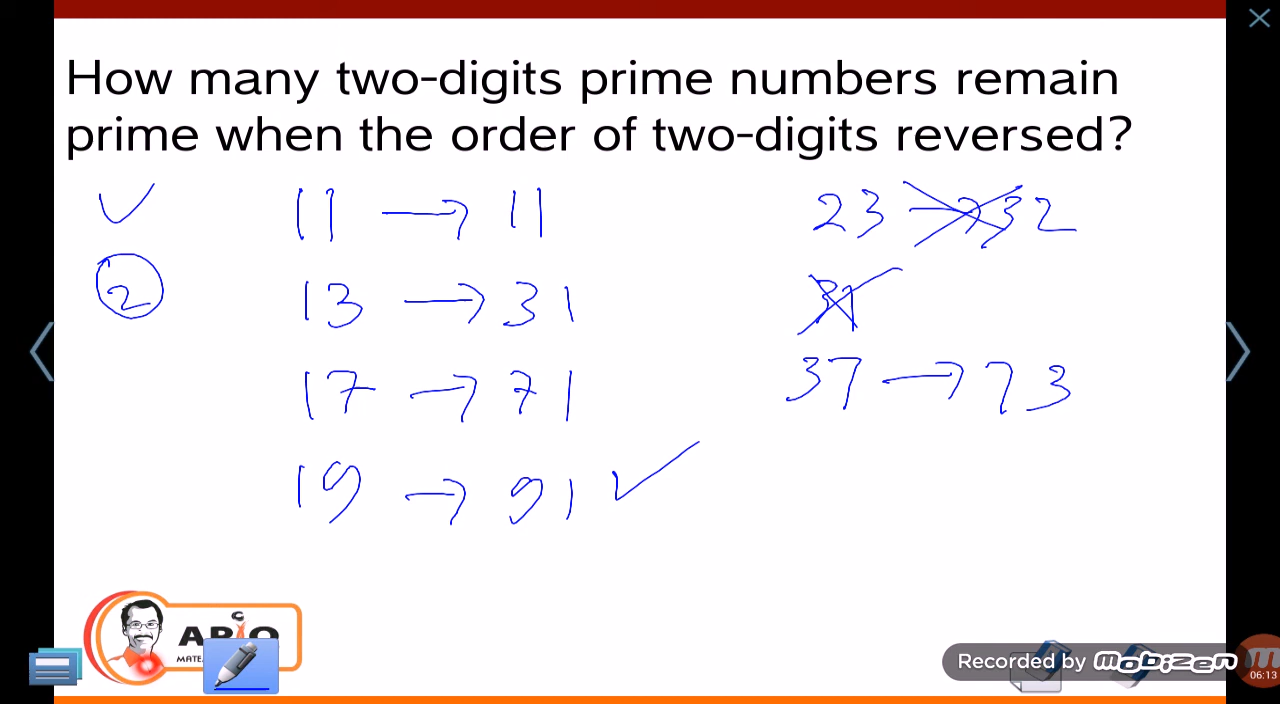 How many two-digits prime numbers remain
prime when the order of two-digits reversed?
11 → 11
13 → 31
17 → 71
19 → 91 ✓
✓
2
23 → 32
31
37 → 73
Recorded by Mobizen
06:13